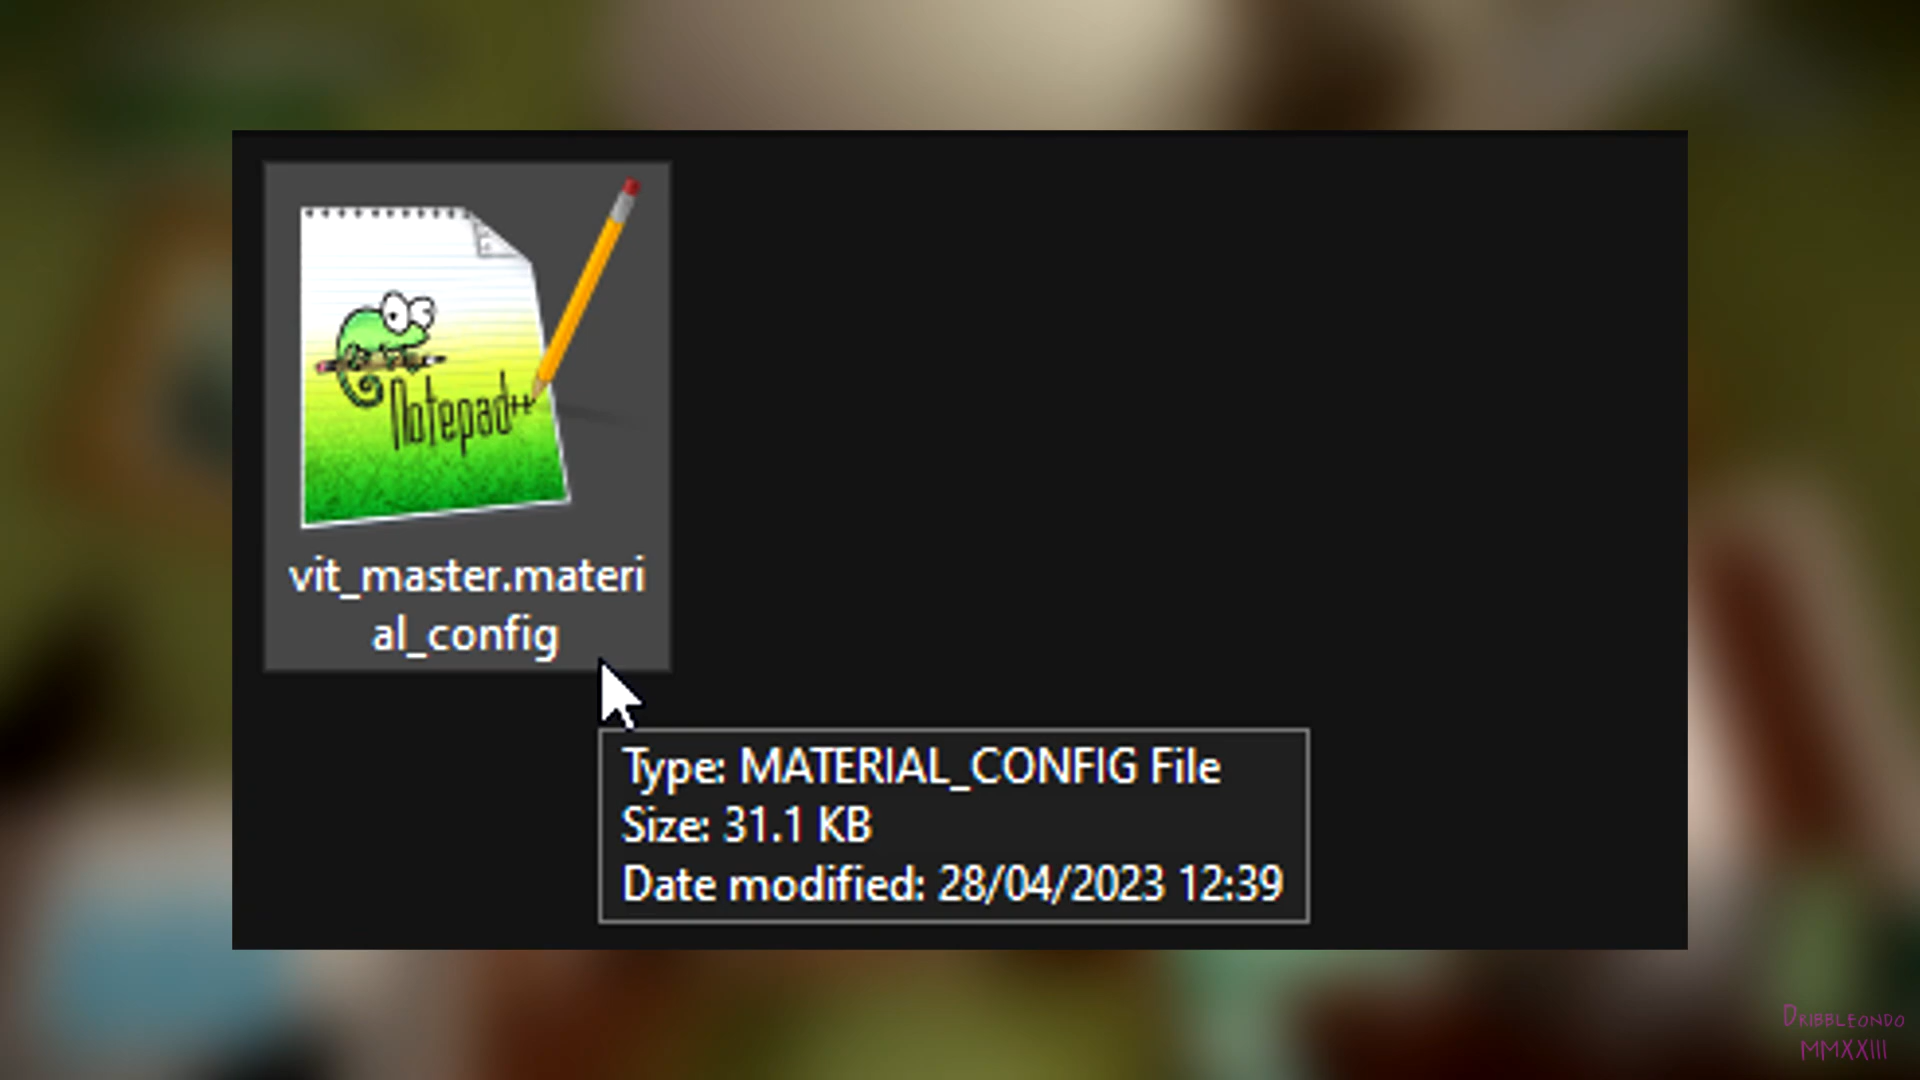 Notepad++
vit_master.materi
al_config
Type: MATERIAL_CONFIG File
Size: 31.1 KB
Date modified: 28/04/2023 12:39
DRIBBLEONDO
MMXXIII